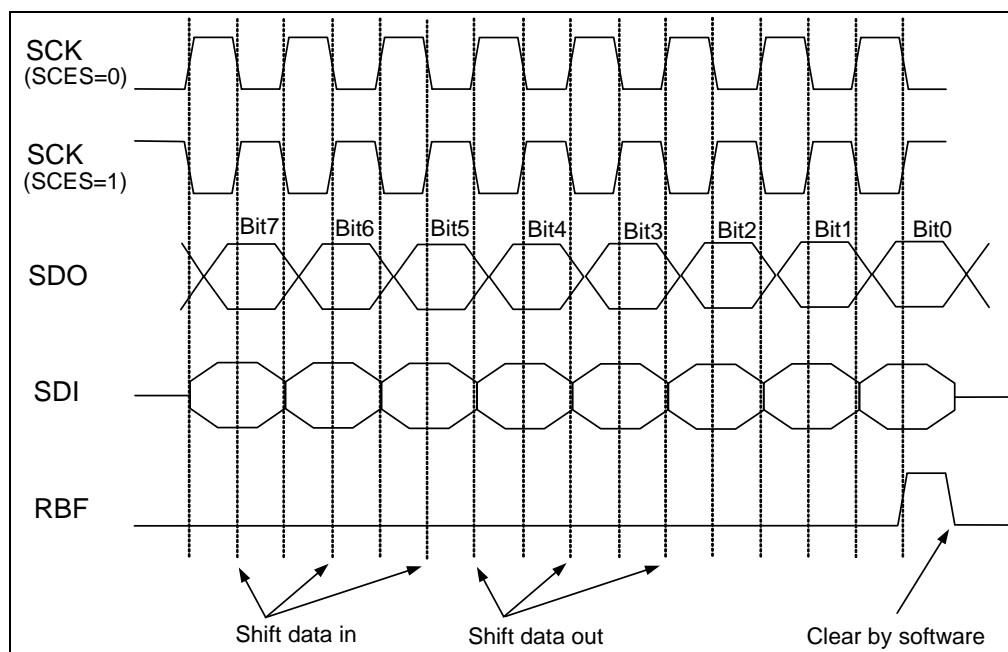 SCK
(SCES=0)
SCK
(SCES=1)
Bit7 Bit6 Bit5 Bit4 Bit3 Bit2 Bit1 Bit0
SDO
SDI
RBF
Shift data in Shift data out Clear by software